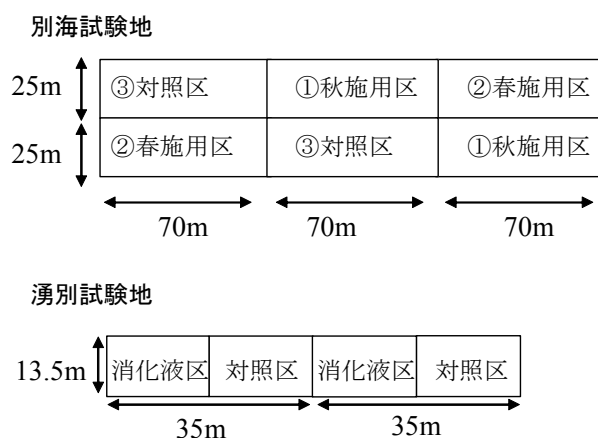 別海試験地
25m ③対照区 ①秋施用区 ②春施用区
25m ②春施用区 ③対照区 ①秋施用区
70m 70m 70m
湧別試験地
13.5m 消化液区 対照区 消化液区 対照区
35m 35m